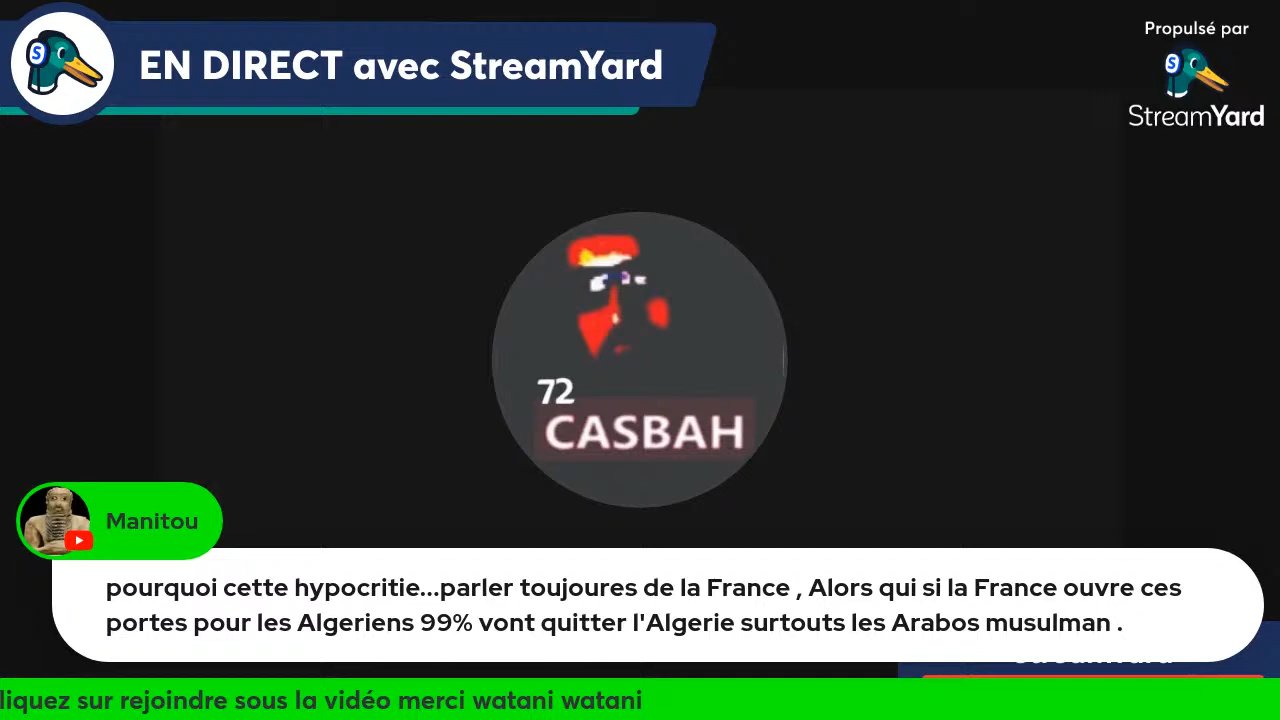 EN DIRECT avec StreamYard
Propulsé par
StreamYard
72
CASBAH
Manitou
pourquoi cette hypocritie...parler toujoures de la France , Alors qui si la France ouvre ces
portes pour les Algeriens 99% vont quitter l'Algerie surtouts les Arabos musulman .
liquez sur rejoindre sous la vidéo merci watani watani